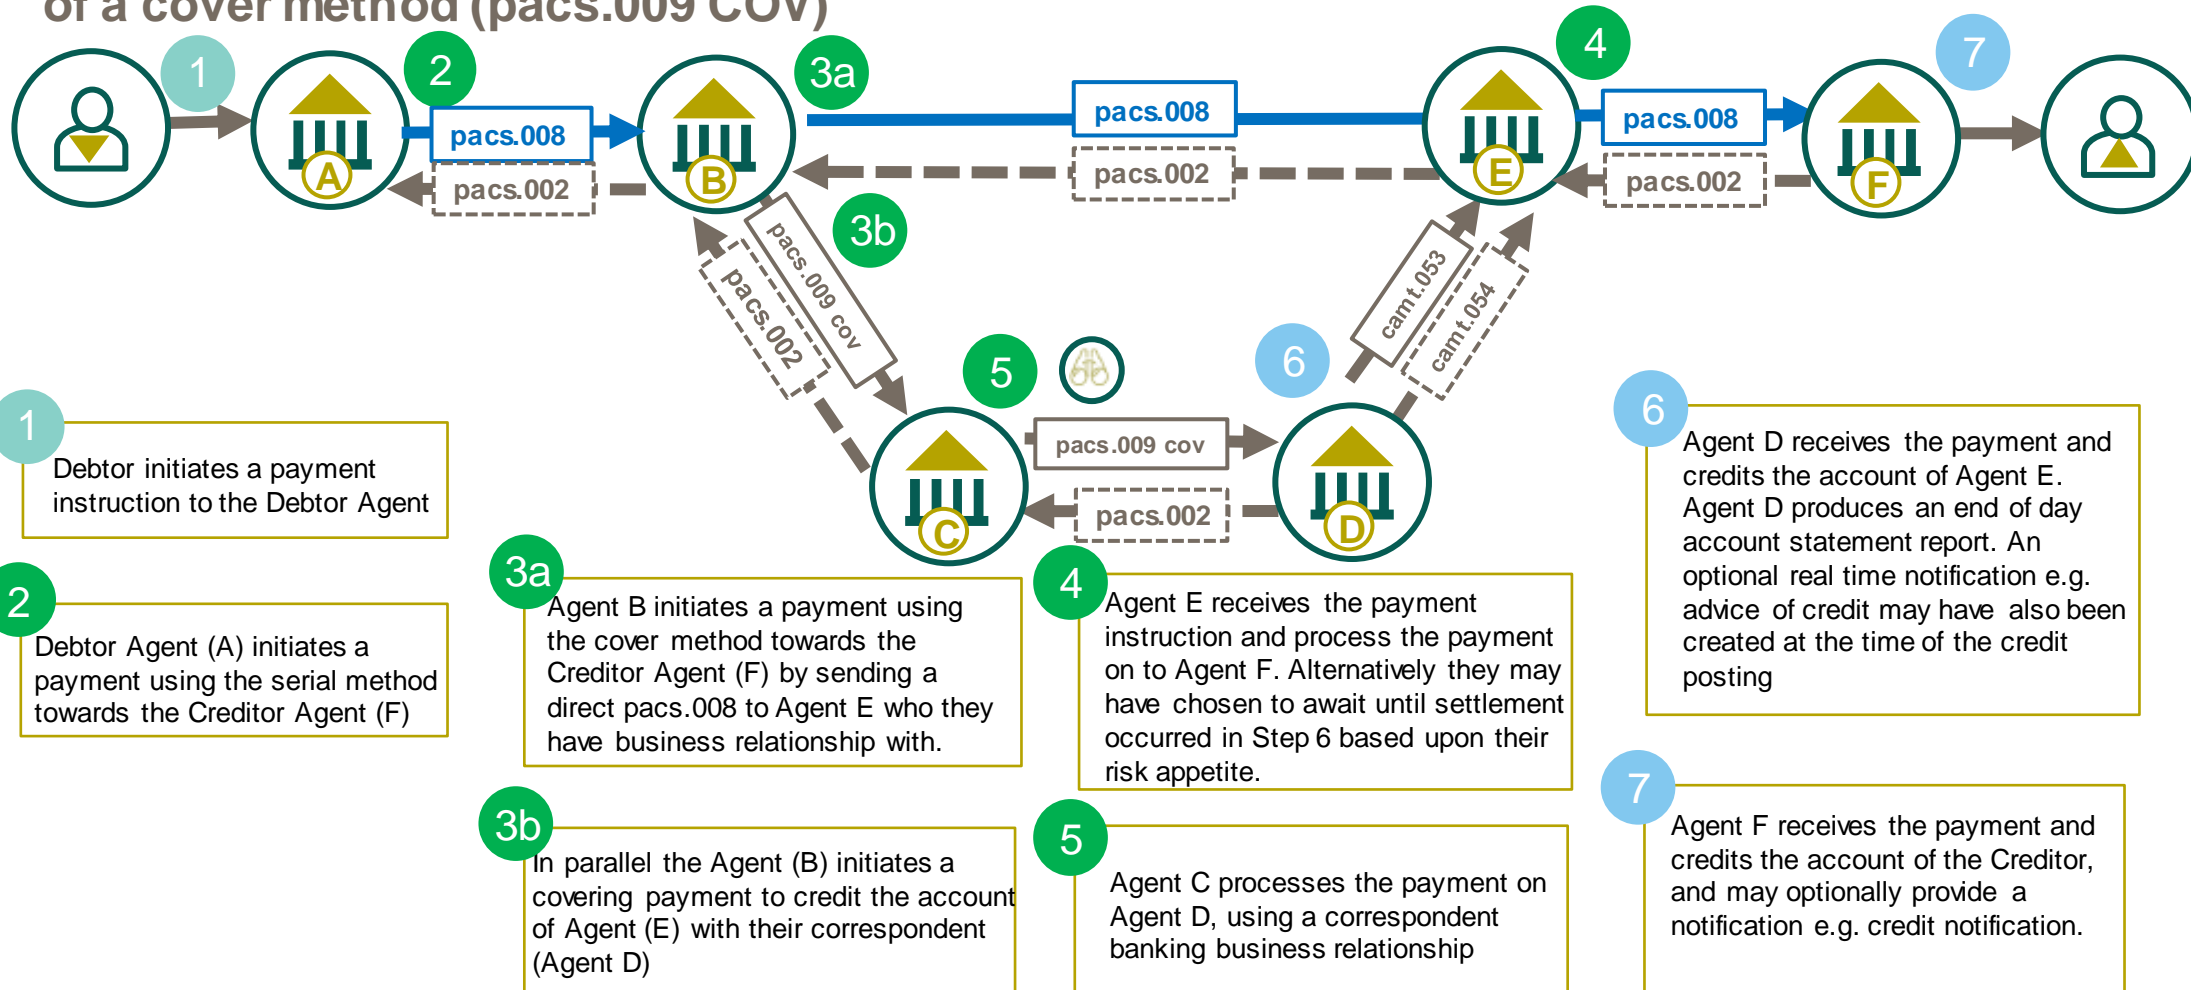 of a cover method (pacs.009 COV)
1
2
3a
4
7
pacs.008
pacs.008
pacs.008
pacs.002
pacs.002
pacs.002
A
B
E
F
3b
pacs.009 cov
pacs.002
camt.053
camt.054
5
6
pacs.009 cov
pacs.002
C
D
1
Debtor initiates a payment
instruction to the Debtor Agent
2
Debtor Agent (A) initiates a
payment using the serial method
towards the Creditor Agent (F)
3a
Agent B initiates a payment using
the cover method towards the
Creditor Agent (F) by sending a
direct pacs.008 to Agent E who they
have business relationship with.
3b
In parallel the Agent (B) initiates a
covering payment to credit the account
of Agent (E) with their correspondent
(Agent D)
4
Agent E receives the payment
instruction and process the payment
on to Agent F. Alternatively they may
have chosen to await until settlement
occurred in Step 6 based upon their
risk appetite.
5
Agent C processes the payment on
Agent D, using a correspondent
banking business relationship
6
Agent D receives the payment and
credits the account of Agent E.
Agent D produces an end of day
account statement report. An
optional real time notification e.g.
advice of credit may have also been
created at the time of the credit
posting
7
Agent F receives the payment and
credits the account of the Creditor,
and may optionally provide a
notification e.g. credit notification.